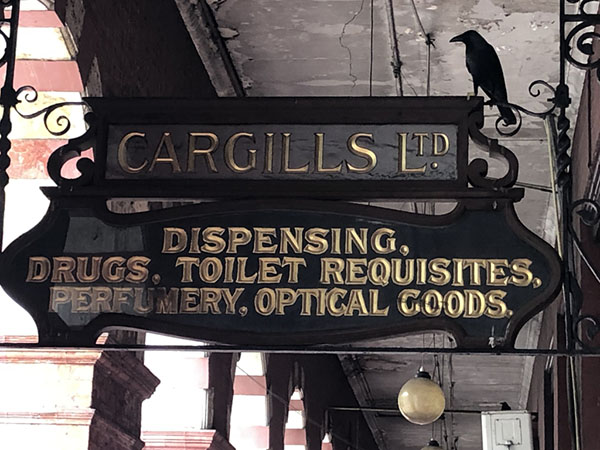 CARGILLS LTD.
DISPENSING,
DRUGS, TOILET REQUISITES,
PERFUMERY, OPTICAL GOODS.